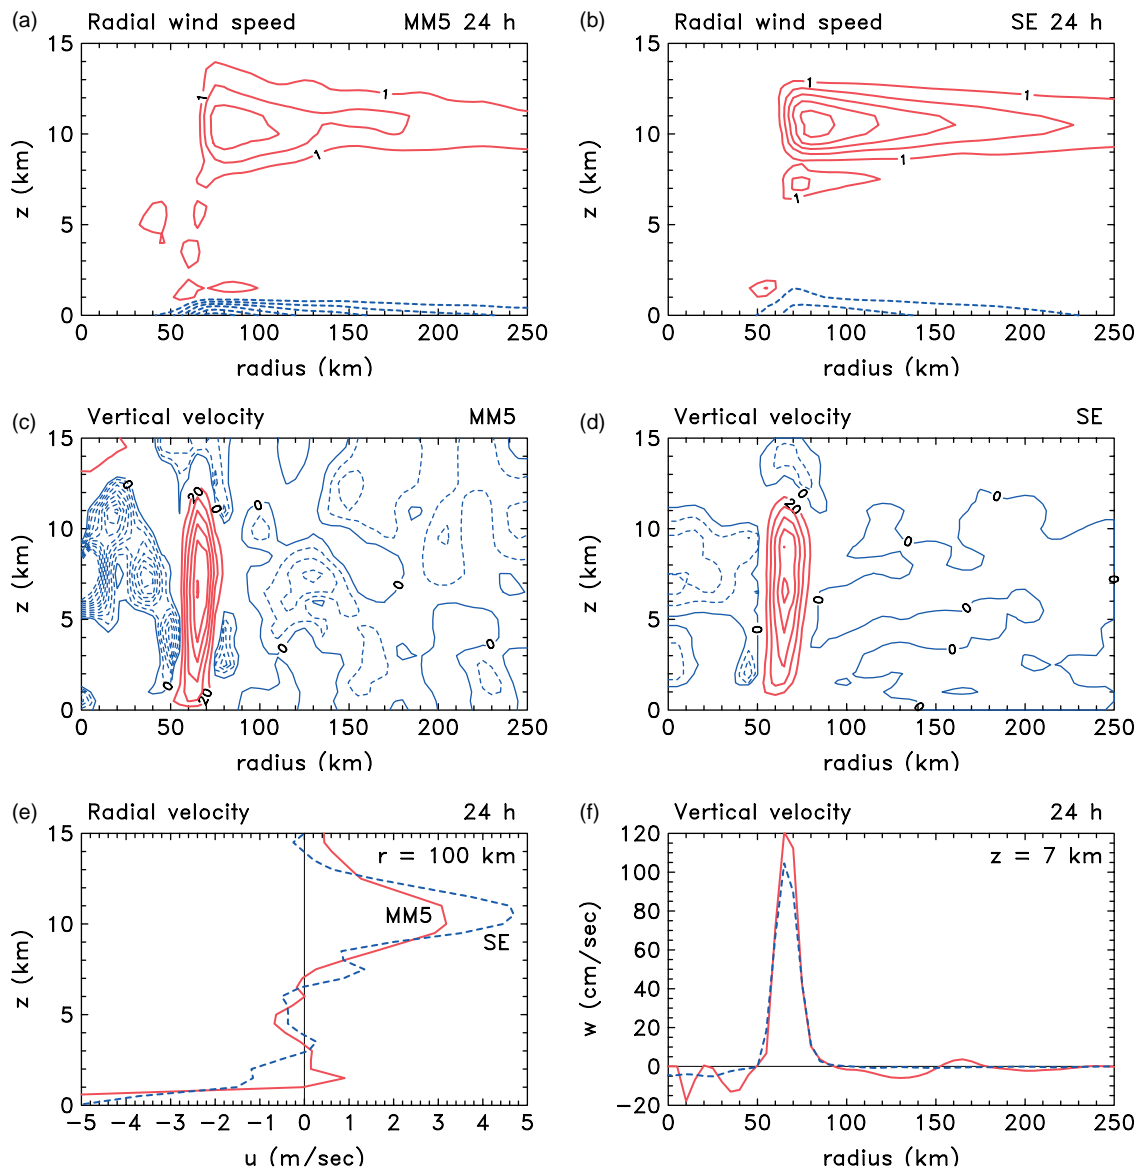 (a) Radial wind speed MM5 24 h
15
10
5
0
z (km)
1
1
1
0 50 100 150 200 250
radius (km)
(b) Radial wind speed SE 24 h
15
10
5
0
z (km)
1
1
1
1
0 50 100 150 200 250
radius (km)
(c) Vertical velocity MM5
15
10
5
0
z (km)
0
20
0
0
0
0
0
0
20
0 50 100 150 200 250
radius (km)
(d) Vertical velocity SE
15
10
5
0
z (km)
0
20
0
0
0
0
0
0
0
0
0 50 100 150 200 250
radius (km)
(e) Radial velocity 24 h
r = 100 km
MM5
SE
15
10
5
0
z (km)
−5 −4 −3 −2 −1 0 1 2 3 4 5
u (m/sec)
(f) Vertical velocity 24 h
z = 7 km
120
100
80
60
40
20
0
−20
w (cm/sec)
0 50 100 150 200 250
radius (km)